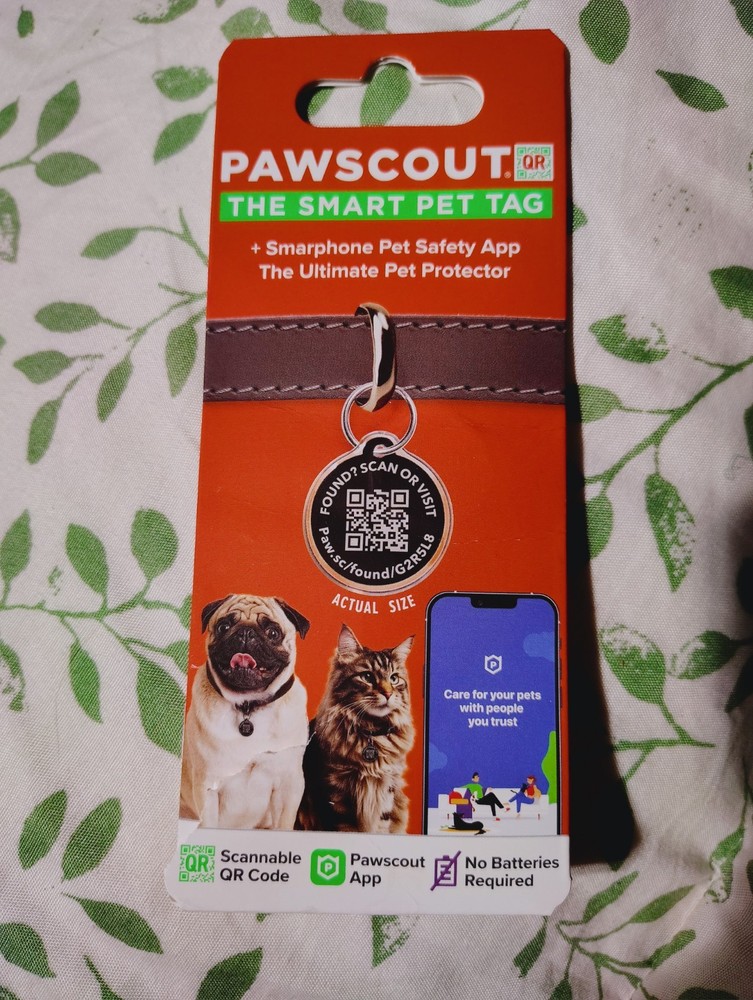 PAWSCOUT® QR
THE SMART PET TAG
+ Smarphone Pet Safety App
The Ultimate Pet Protector
FOUND? SCAN OR VISIT
Paw.sc/found/G2R5L8
ACTUAL SIZE
P
Care for your pets
with people
you trust
QR
Scannable
QR Code
P
Pawscout
App
No Batteries
Required